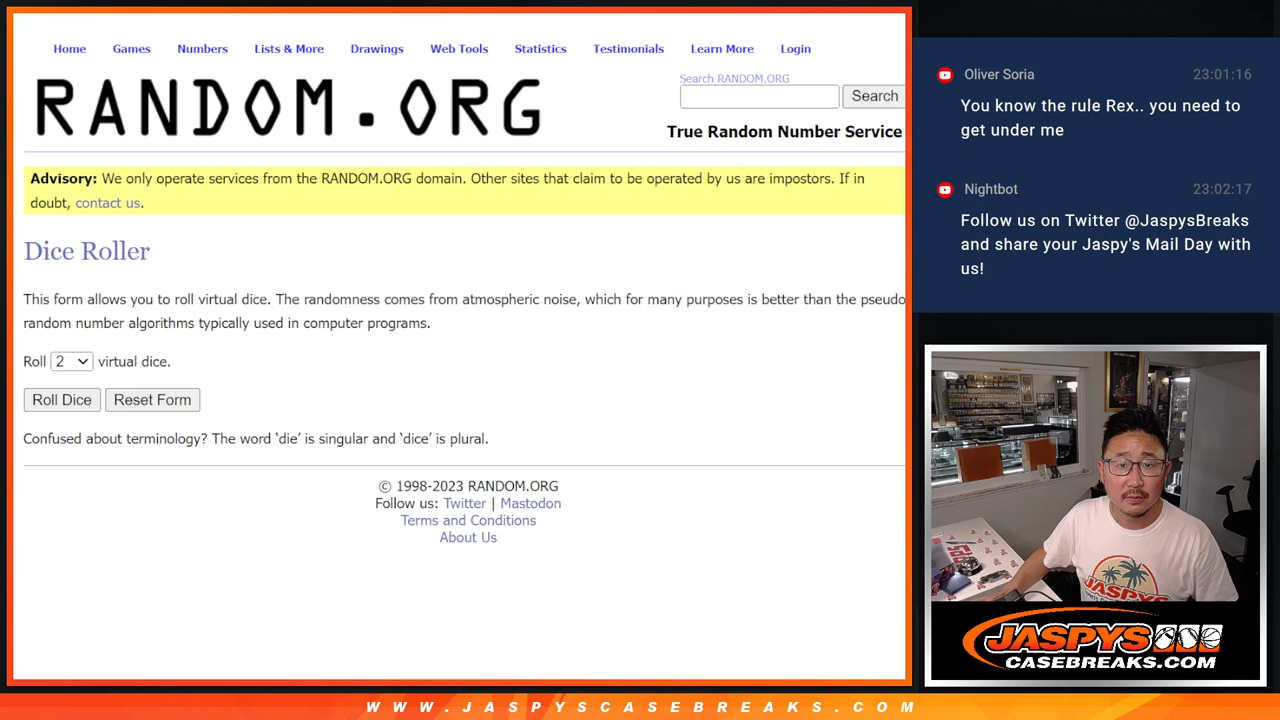 Home Games Numbers Lists & More Drawings Web Tools Statistics Testimonials Learn More Login
RANDOM.ORG
Search RANDOM.ORG
Search
True Random Number Service
Advisory: We only operate services from the RANDOM.ORG domain. Other sites that claim to be operated by us are impostors. If in
doubt, contact us.
Dice Roller
This form allows you to roll virtual dice. The randomness comes from atmospheric noise, which for many purposes is better than the pseudo
random number algorithms typically used in computer programs.
Roll 2 virtual dice.
Roll Dice Reset Form
Confused about terminology? The word ‘die’ is singular and ‘dice’ is plural.
© 1998-2023 RANDOM.ORG
Follow us: Twitter | Mastodon
Terms and Conditions
About Us
Oliver Soria 23:01:16
You know the rule Rex.. you need to
get under me
Nightbot 23:02:17
Follow us on Twitter @JaspysBreaks
and share your Jaspy's Mail Day with
us!
JASPYS
JASPYS
CASEBREAKS.COM
WWW.JASPYSCASEBREAKS.COM